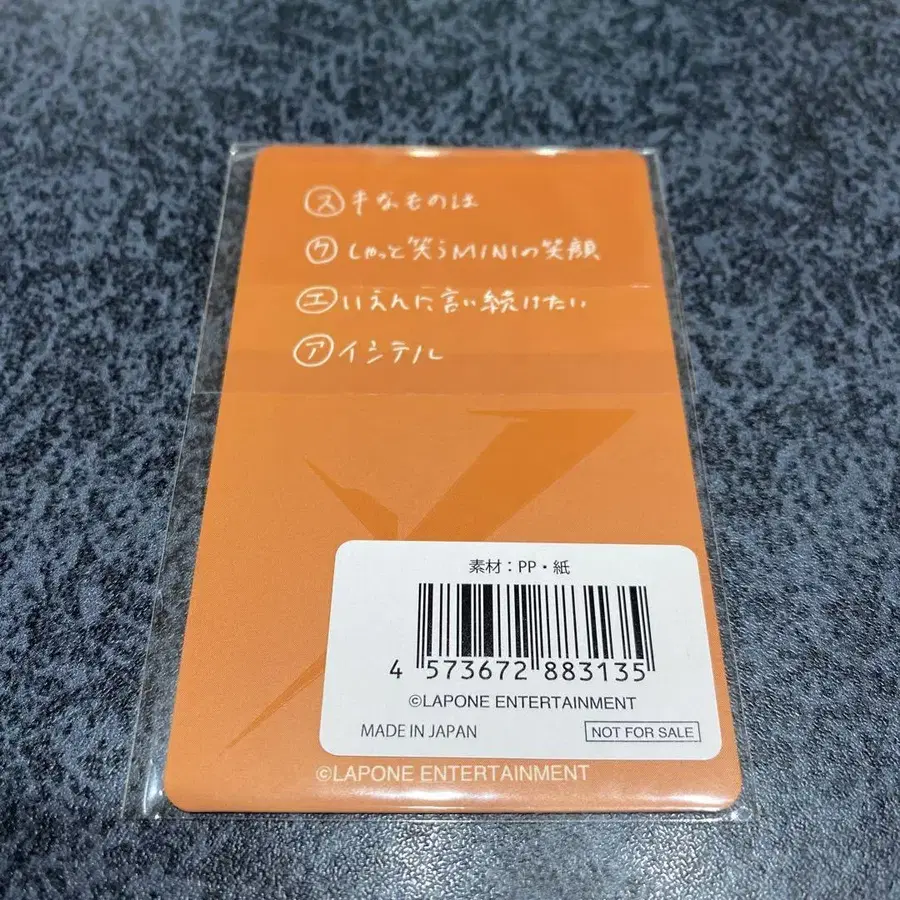 ㋜キなものは
㋗しゃっと笑うMINIの笑顔
㋓いえんに言い続けたい
㋐イシテル
素材：PP・紙
4 573672 883135
©LAPONE ENTERTAINMENT
MADE IN JAPAN
NOT FOR SALE
©LAPONE ENTERTAINMENT